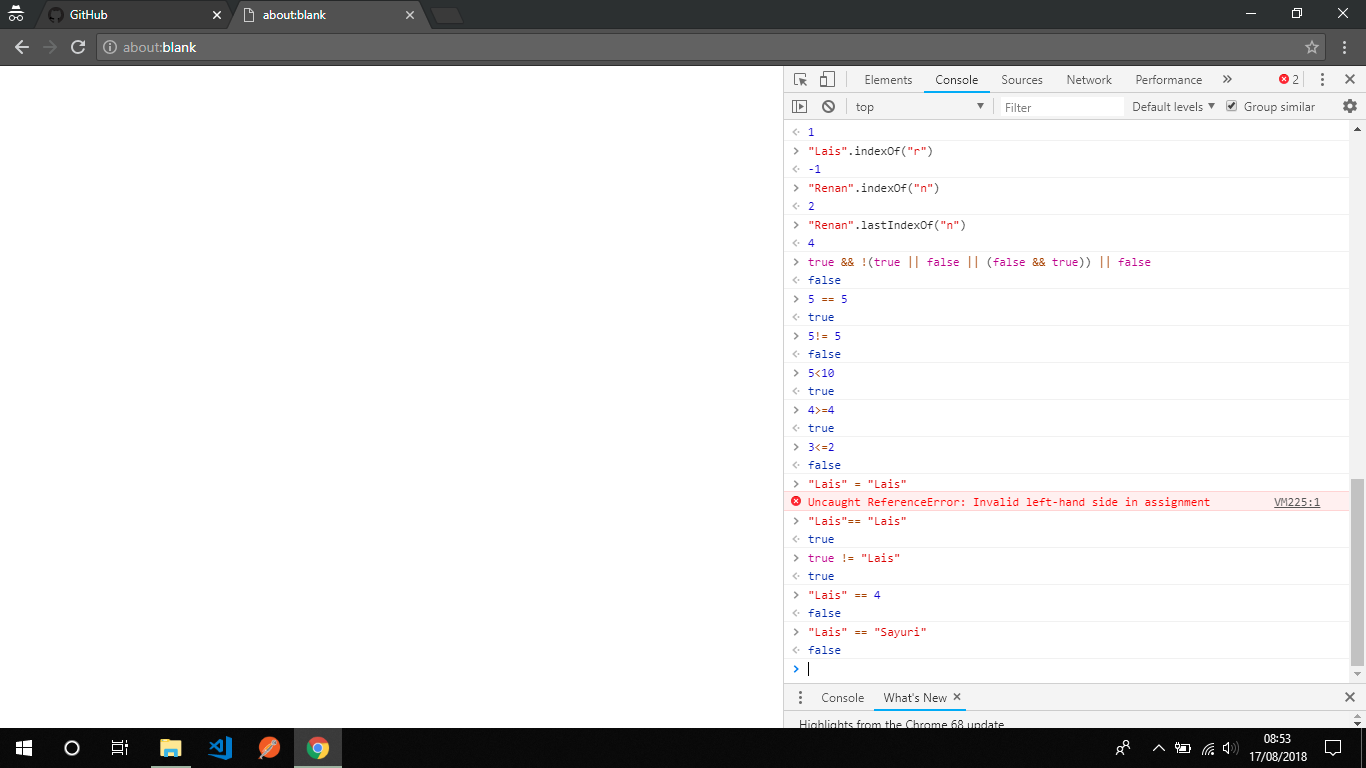 GitHub
about:blank
about:blank
Elements Console Sources Network Performance » 2
top Filter Default levels Group similar
1
"Lais".indexOf("r")
-1
"Renan".indexOf("n")
2
"Renan".lastIndexOf("n")
4
true && !(true || false || (false && true)) || false
false
5 == 5
true
5!= 5
false
5<10
true
4>=4
true
3<=2
false
"Lais" = "Lais"
Uncaught ReferenceError: Invalid left-hand side in assignment VM225:1
"Lais"== "Lais"
true
true != "Lais"
true
"Lais" == 4
false
"Lais" == "Sayuri"
false
Console What's New
Highlights from the Chrome 68 update
08:53
17/08/2018